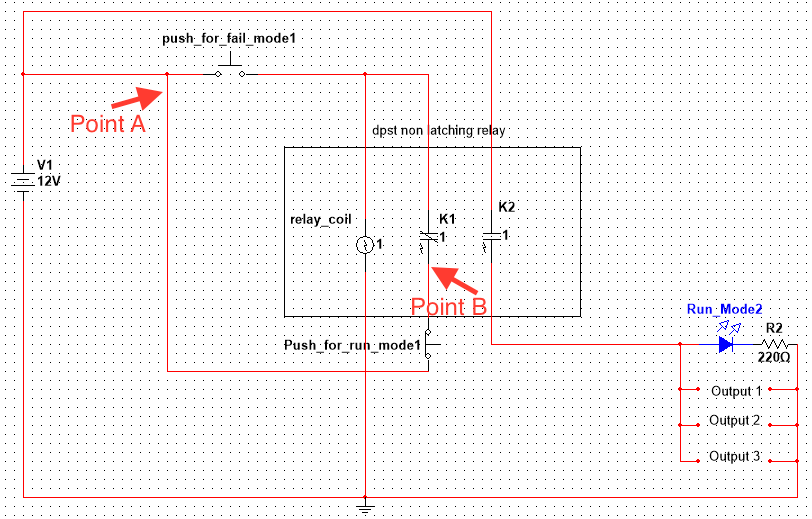 push_for_fail_mode1
Point A
dpst non latching relay
V1
12V
relay_coil
1
K1
1
K2
1
Point B
Push_for_run_mode1
Run_Mode2
R2
220Ω
Output 1
Output 2
Output 3